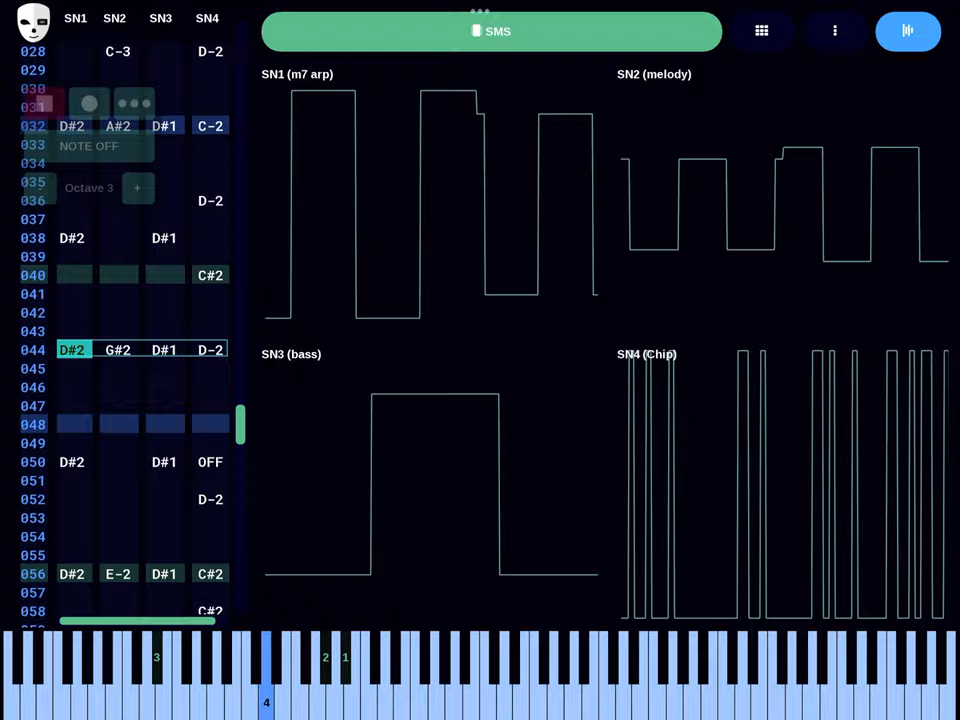 SN1 SN2 SN3 SN4
SMS
028 C-3 D-2
029
030
031
032 D#2 A#2 D#1 C-2
033 NOTE OFF
034
035
- Octave 3 +
036 D-2
037
038 D#2 D#1
039
040 C#2
041
042
043
044 D#2 G#2 D#1 D-2
045
046
047
048
049
050 D#2 D#1 OFF
051
052 D-2
053
054
055
056 D#2 E-2 D#1 C#2
057
058 C#2
SN1 (m7 arp)
SN2 (melody)
SN3 (bass)
SN4 (Chip)
3 2 1
4